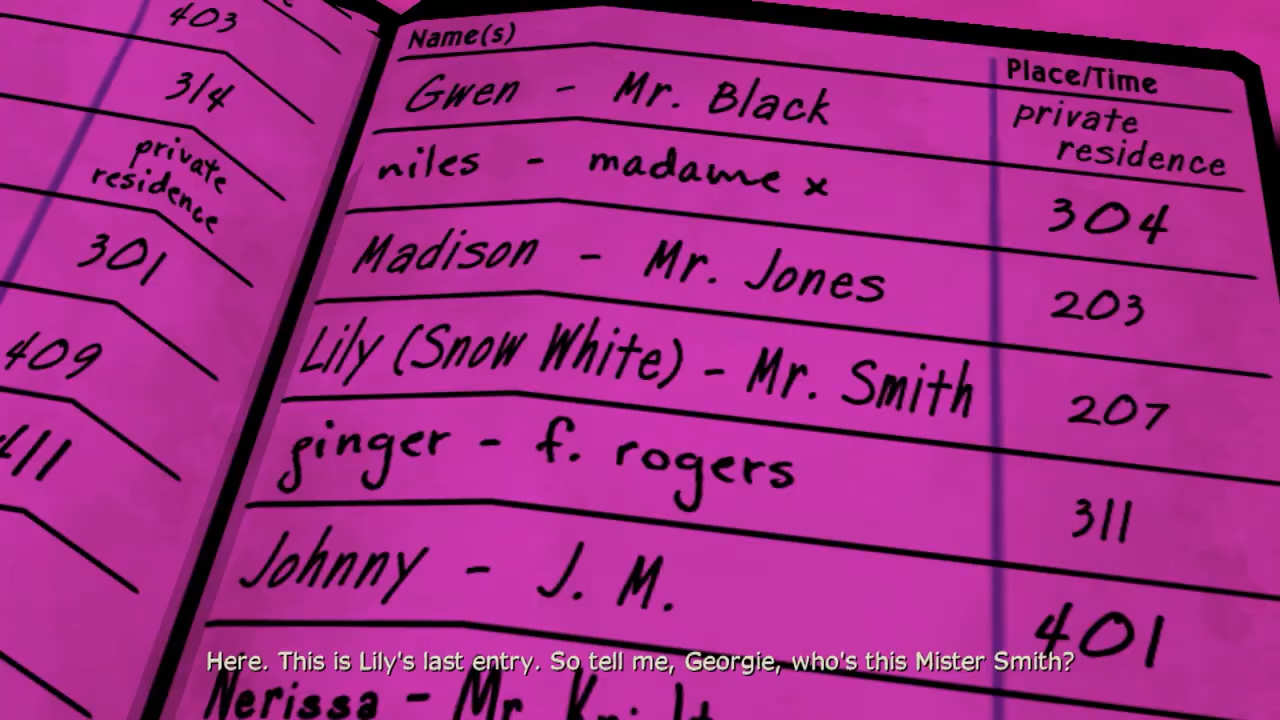 403
314
private
residence
301
409
411
Name(s) Place/Time
Gwen - Mr. Black private
residence
niles - madame x 304
Madison - Mr. Jones 203
Lily (Snow White) - Mr. Smith 207
ginger - f. rogers 311
Johnny - J. M. 401
Here. This is Lily's last entry. So tell me, Georgie, who's this Mister Smith?
Nerissa - Mr.